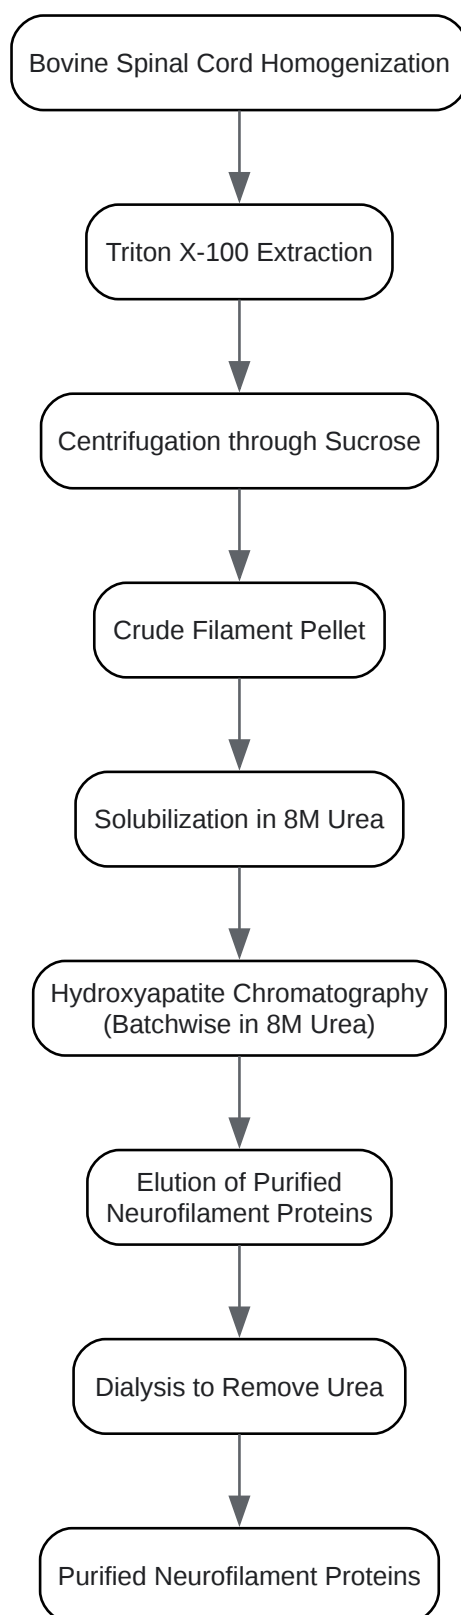 Bovine Spinal Cord Homogenization
Triton X-100 Extraction
Centrifugation through Sucrose
Crude Filament Pellet
Solubilization in 8M Urea
Hydroxyapatite Chromatography
(Batchwise in 8M Urea)
Elution of Purified
Neurofilament Proteins
Dialysis to Remove Urea
Purified Neurofilament Proteins